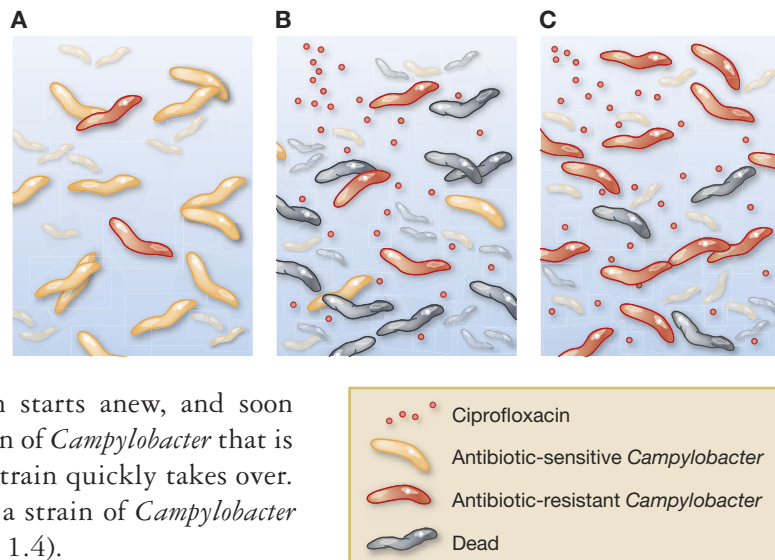 A
B
C
n starts anew, and soon
n of Campylobacter that is
strain quickly takes over.
a strain of Campylobacter
1.4).
Ciprofloxacin
Antibiotic-sensitive Campylobacter
Antibiotic-resistant Campylobacter
Dead